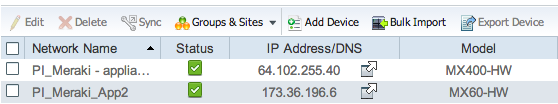 Edit Delete Sync Groups & Sites Add Device Bulk Import Export Device
Network Name Status IP Address/DNS Model
PI_Meraki - applia... 64.102.255.40 MX400-HW
PI_Meraki_App2 173.36.196.6 MX60-HW